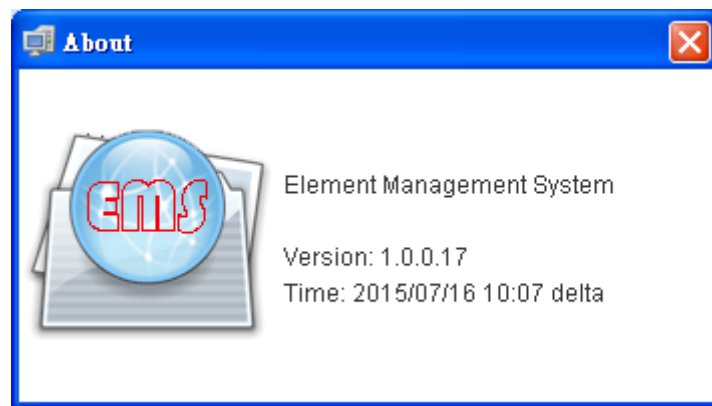 About
EMS
Element Management System
Version: 1.0.0.17
Time: 2015/07/16 10:07 delta